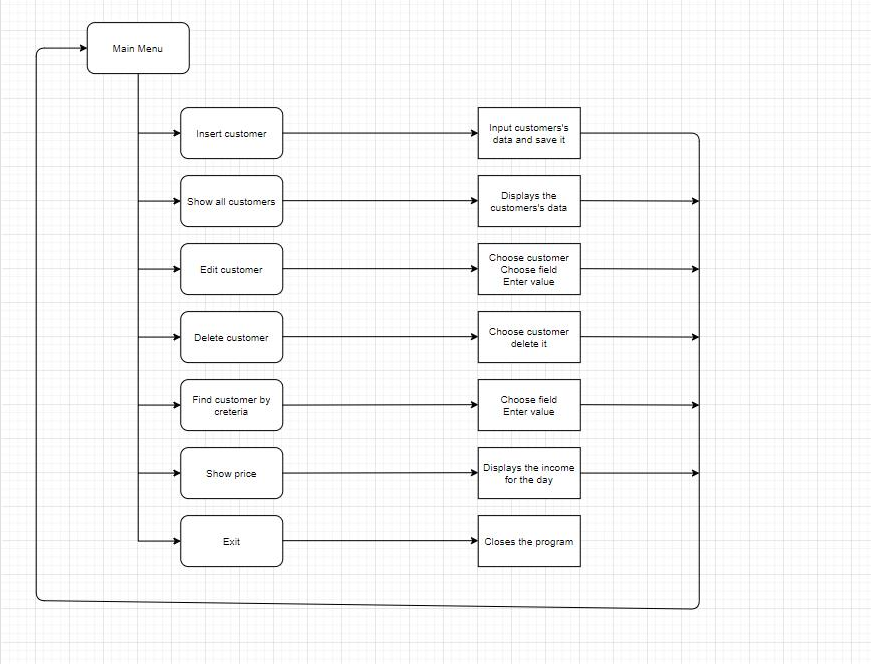 Main Menu
Insert customer
Input customers's
data and save it
Show all customers
Displays the
customers's data
Edit customer
Choose customer
Choose field
Enter value
Delete customer
Choose customer
delete it
Find customer by
creteria
Choose field
Enter value
Show price
Displays the income
for the day
Exit
Closes the program